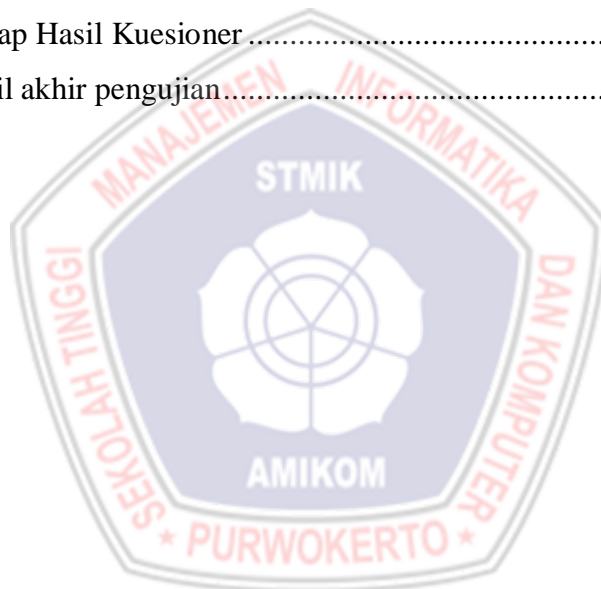 ap Hasil Kuesioner ..........................................
il akhir pengujian.............................................
SEKOLAH TINGGI MANAJEMEN INFORMATIKA DAN KOMPUTER
STMIK
AMIKOM
* PURWOKERTO *